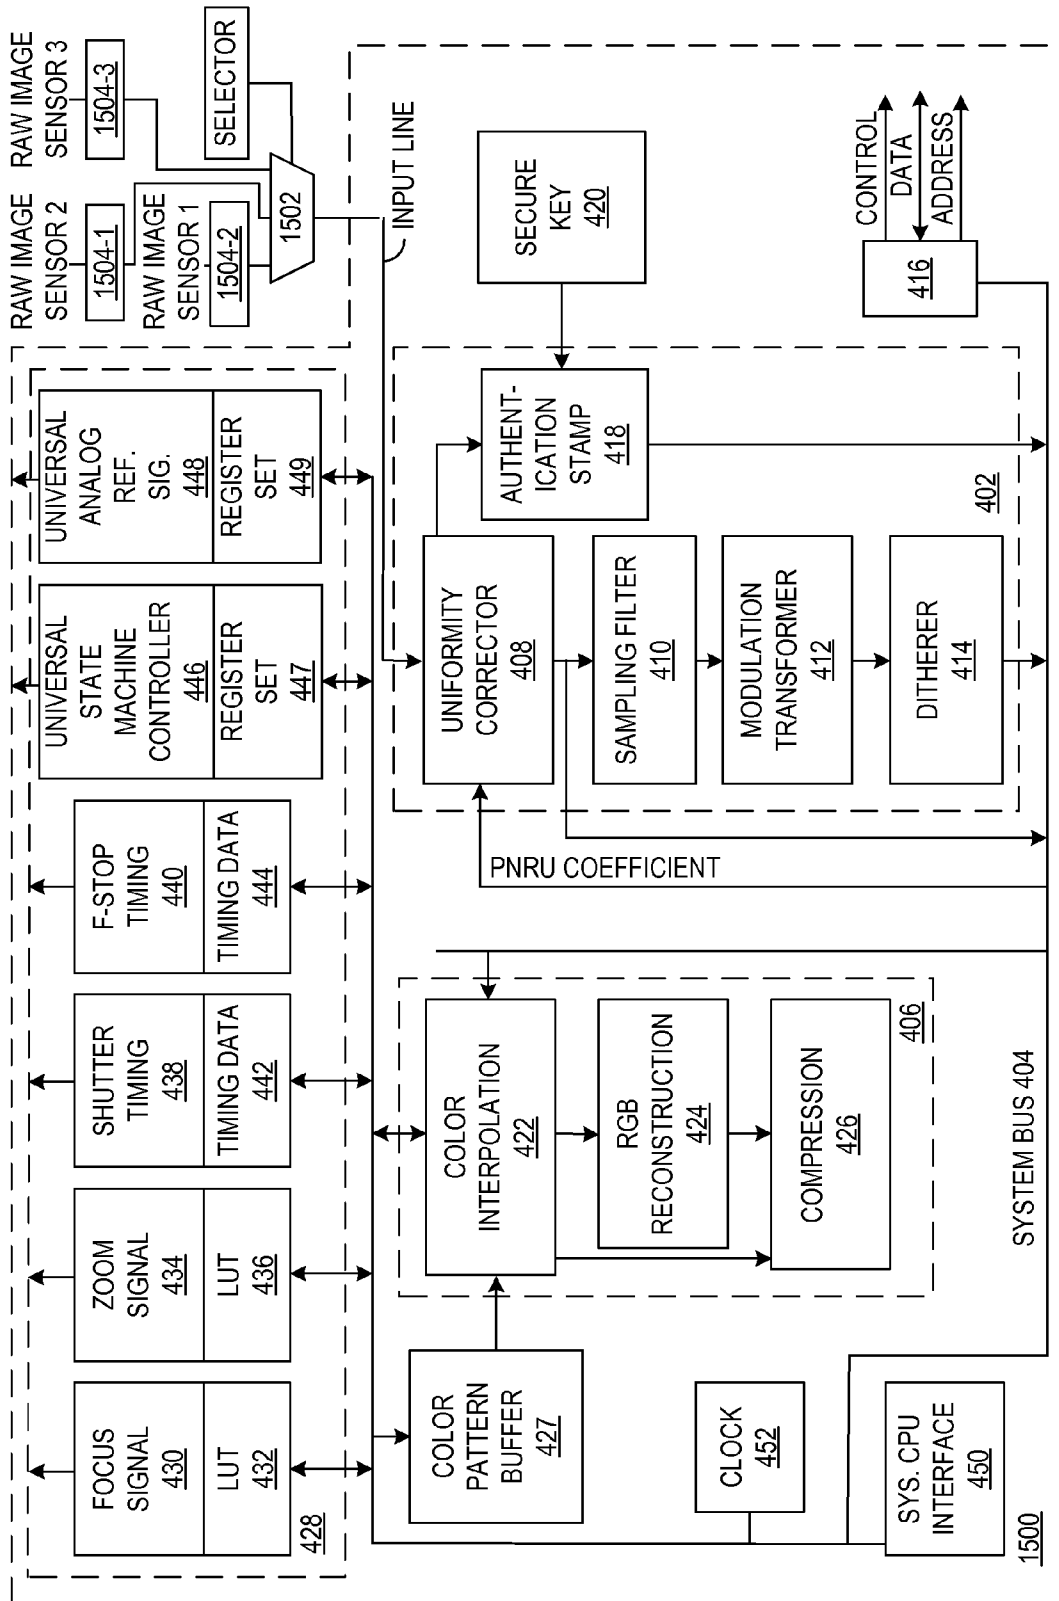 RAW IMAGE
SENSOR 3
1504-3
SELECTOR
RAW IMAGE
SENSOR 2
1504-1
RAW IMAGE
SENSOR 1
1504-2
1502
INPUT LINE
SECURE
KEY
420
CONTROL
DATA
ADDRESS
416
UNIVERSAL
ANALOG
REF.
SIG.
448
REGISTER
SET
449
UNIVERSAL
STATE
MACHINE
CONTROLLER
446
REGISTER
SET
447
F-STOP
TIMING
440
TIMING DATA
444
SHUTTER
TIMING
438
TIMING DATA
442
ZOOM
SIGNAL
434
LUT
436
FOCUS
SIGNAL
430
LUT
432
428
AUTHENT-
ICATION
STAMP
418
402
UNIFORMITY
CORRECTOR
408
SAMPLING FILTER
410
MODULATION
TRANSFORMER
412
DITHERER
414
PNRU COEFFICIENT
COLOR
INTERPOLATION
422
RGB
RECONSTRUCTION
424
COMPRESSION
426
406
SYSTEM BUS 404
COLOR
PATTERN
BUFFER
427
CLOCK
452
SYS. CPU
INTERFACE
450
1500